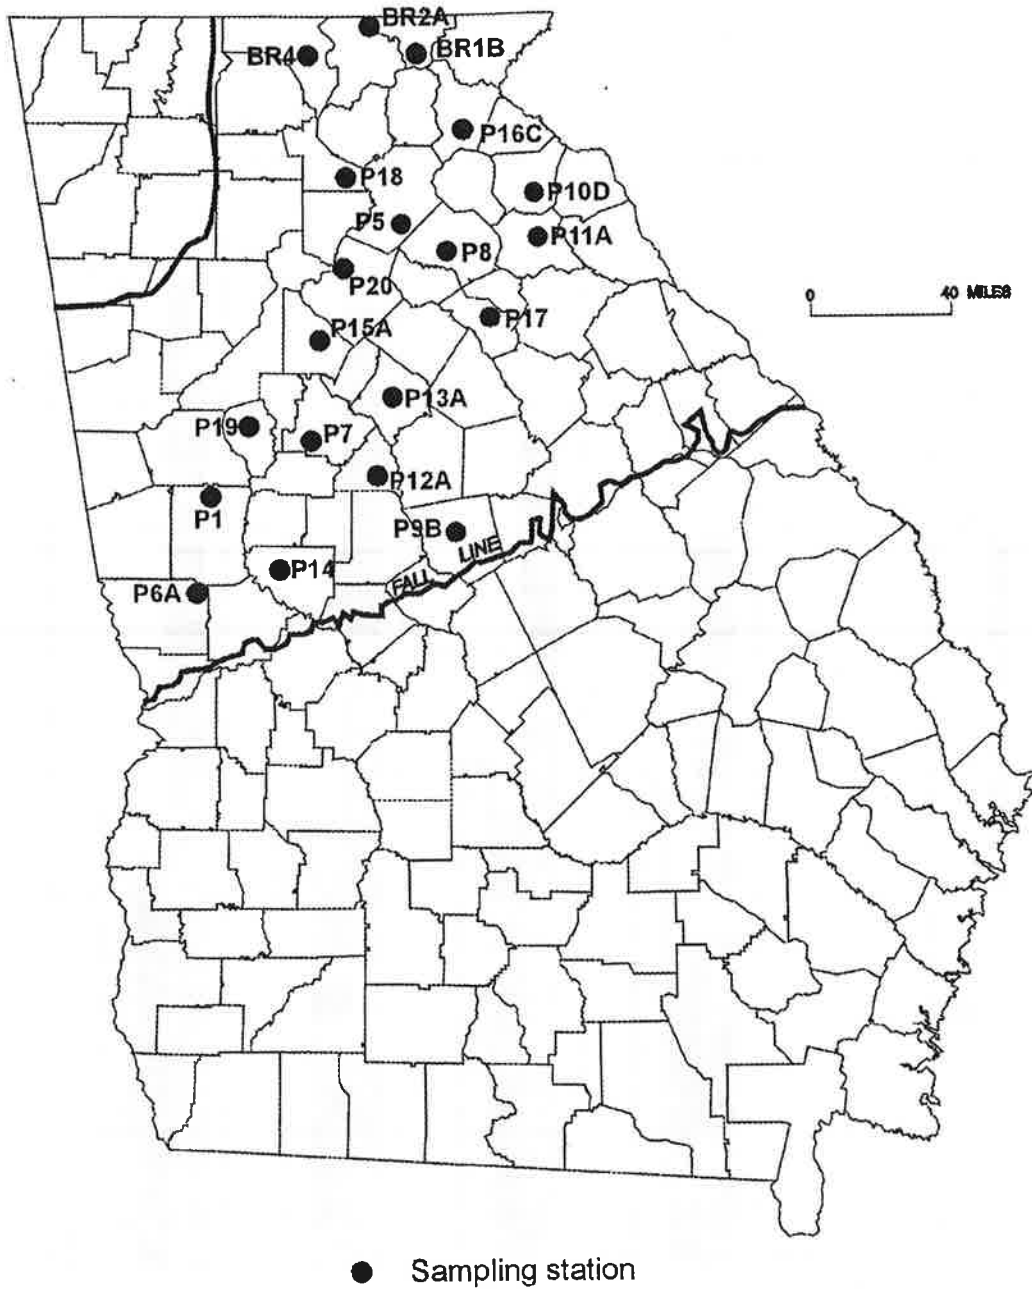 BR2A
BR4
BR1B
P16C
P18
P10D
P5
P11A
P8
P20
0 40 MILES
P17
P15A
P13A
P19
P7
P12A
P1
P9B
FALL LINE
P14
P6A
Sampling station